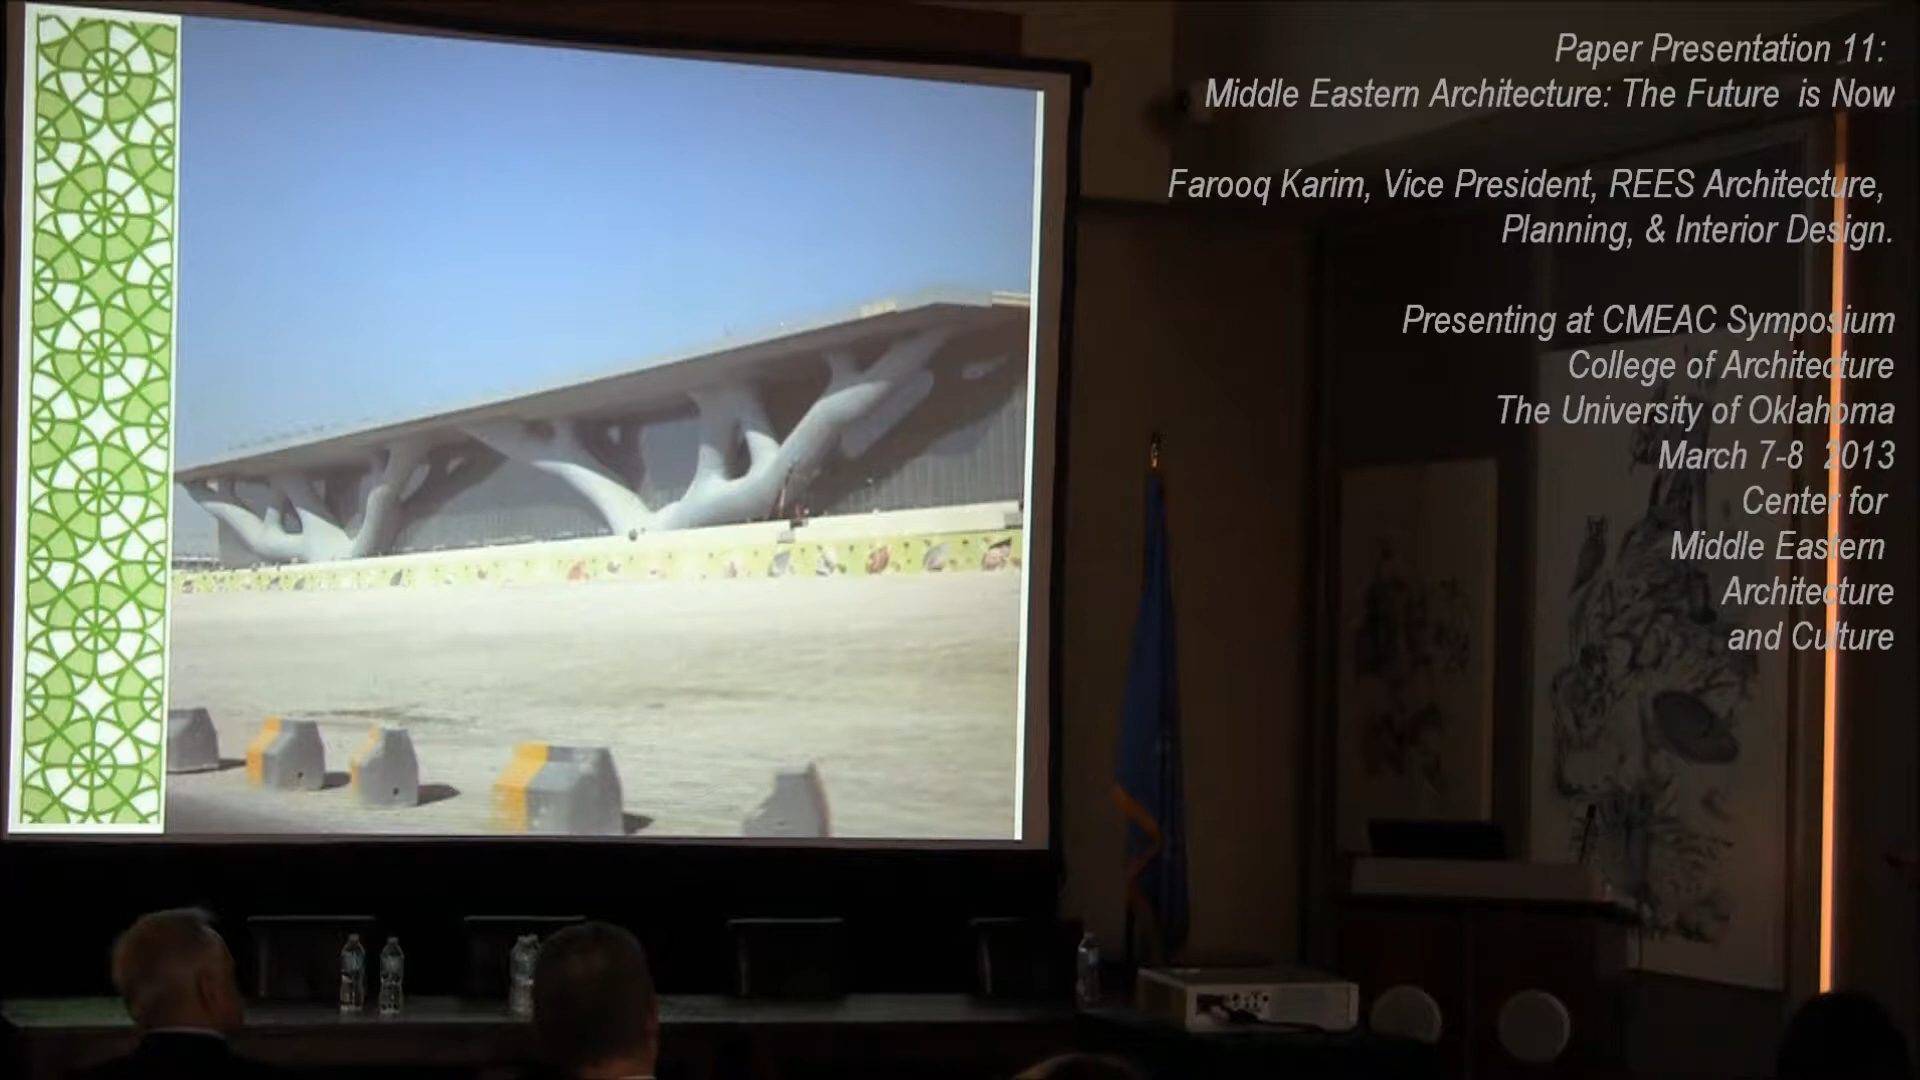 Paper Presentation 11:
Middle Eastern Architecture: The Future is Now
Farooq Karim, Vice President, REES Architecture,
Planning, & Interior Design.
Presenting at CMEAC Symposium
College of Architecture
The University of Oklahoma
March 7-8 2013
Center for
Middle Eastern
Architecture
and Culture